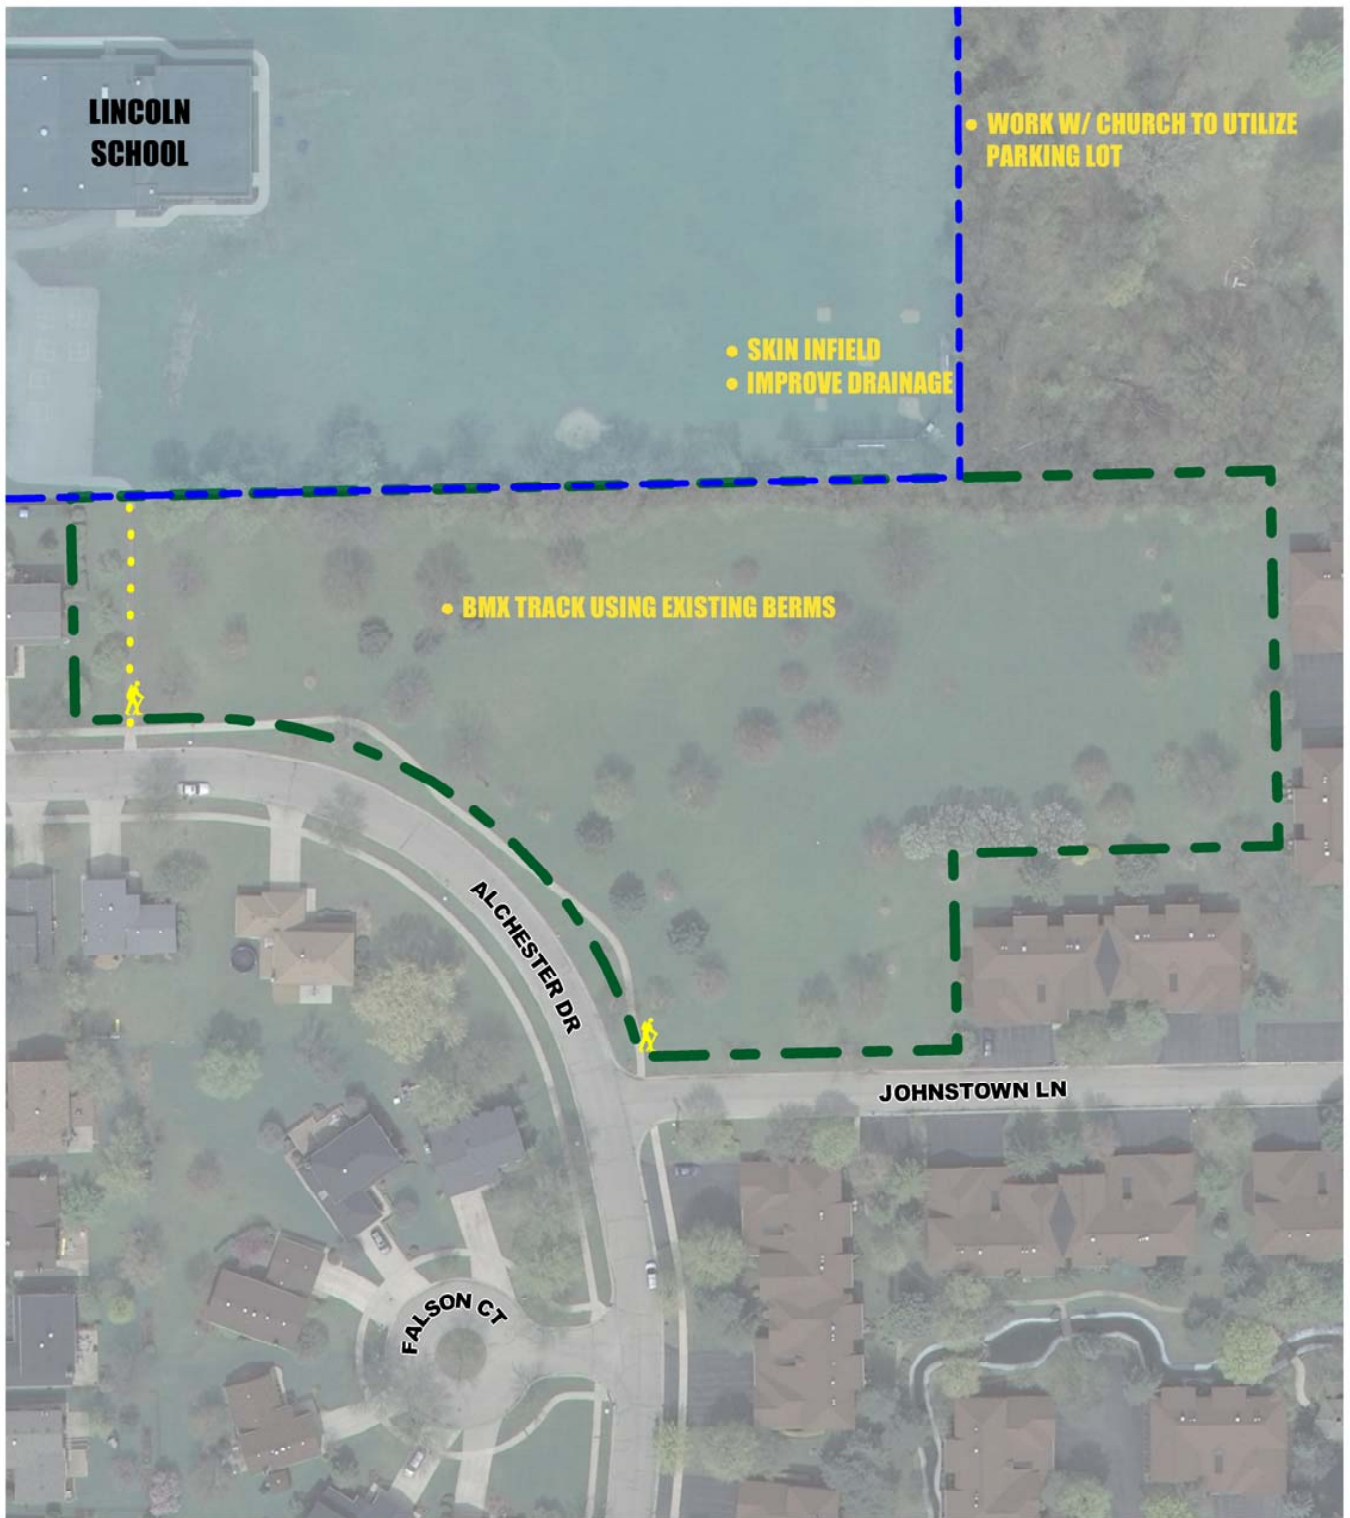 LINCOLN
SCHOOL
• WORK W/ CHURCH TO UTILIZE
PARKING LOT
• SKIN INFIELD
• IMPROVE DRAINAGE
• BMX TRACK USING EXISTING BERMS
ALCHESTER DR
JOHNSTOWN LN
FALSON CT